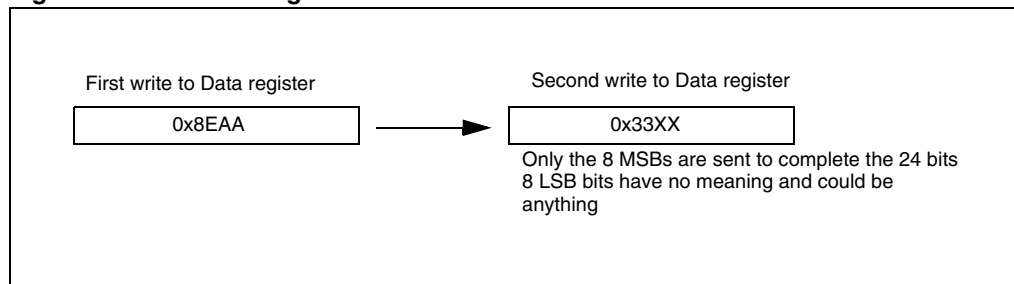 First write to Data register
Second write to Data register
0x8EAA
0x33XX
Only the 8 MSBs are sent to complete the 24 bits
8 LSB bits have no meaning and could be
anything